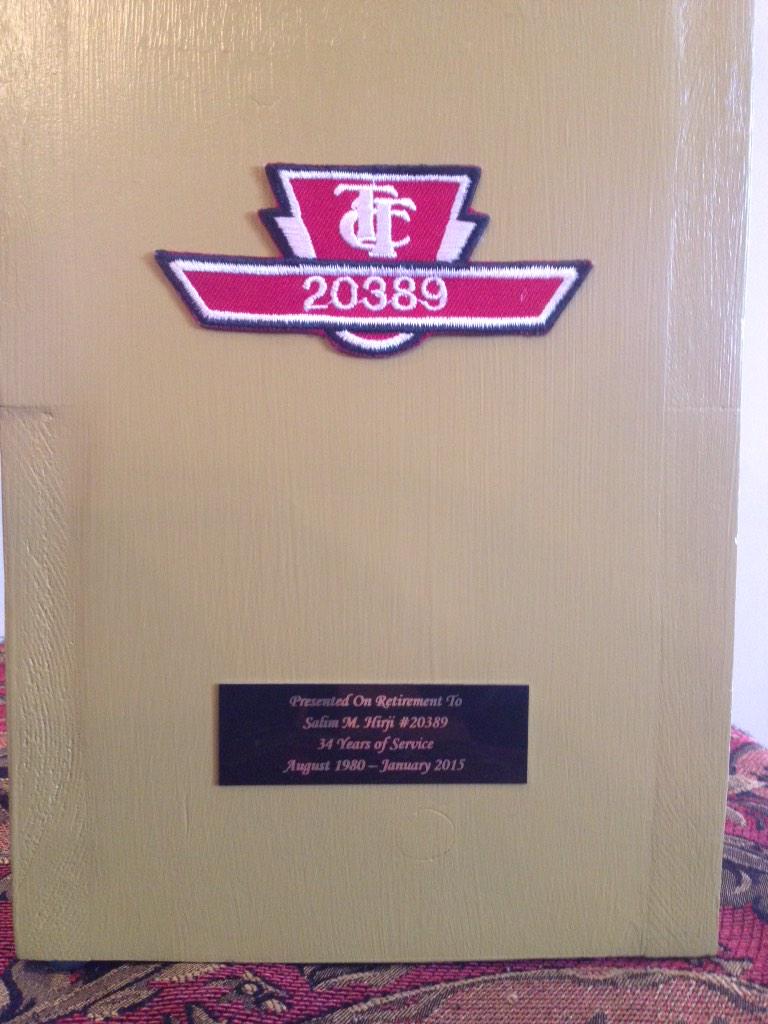 TTC
20389
Presented On Retirement To
Salim M. Hirji #20389
34 Years of Service
August 1980 – January 2015